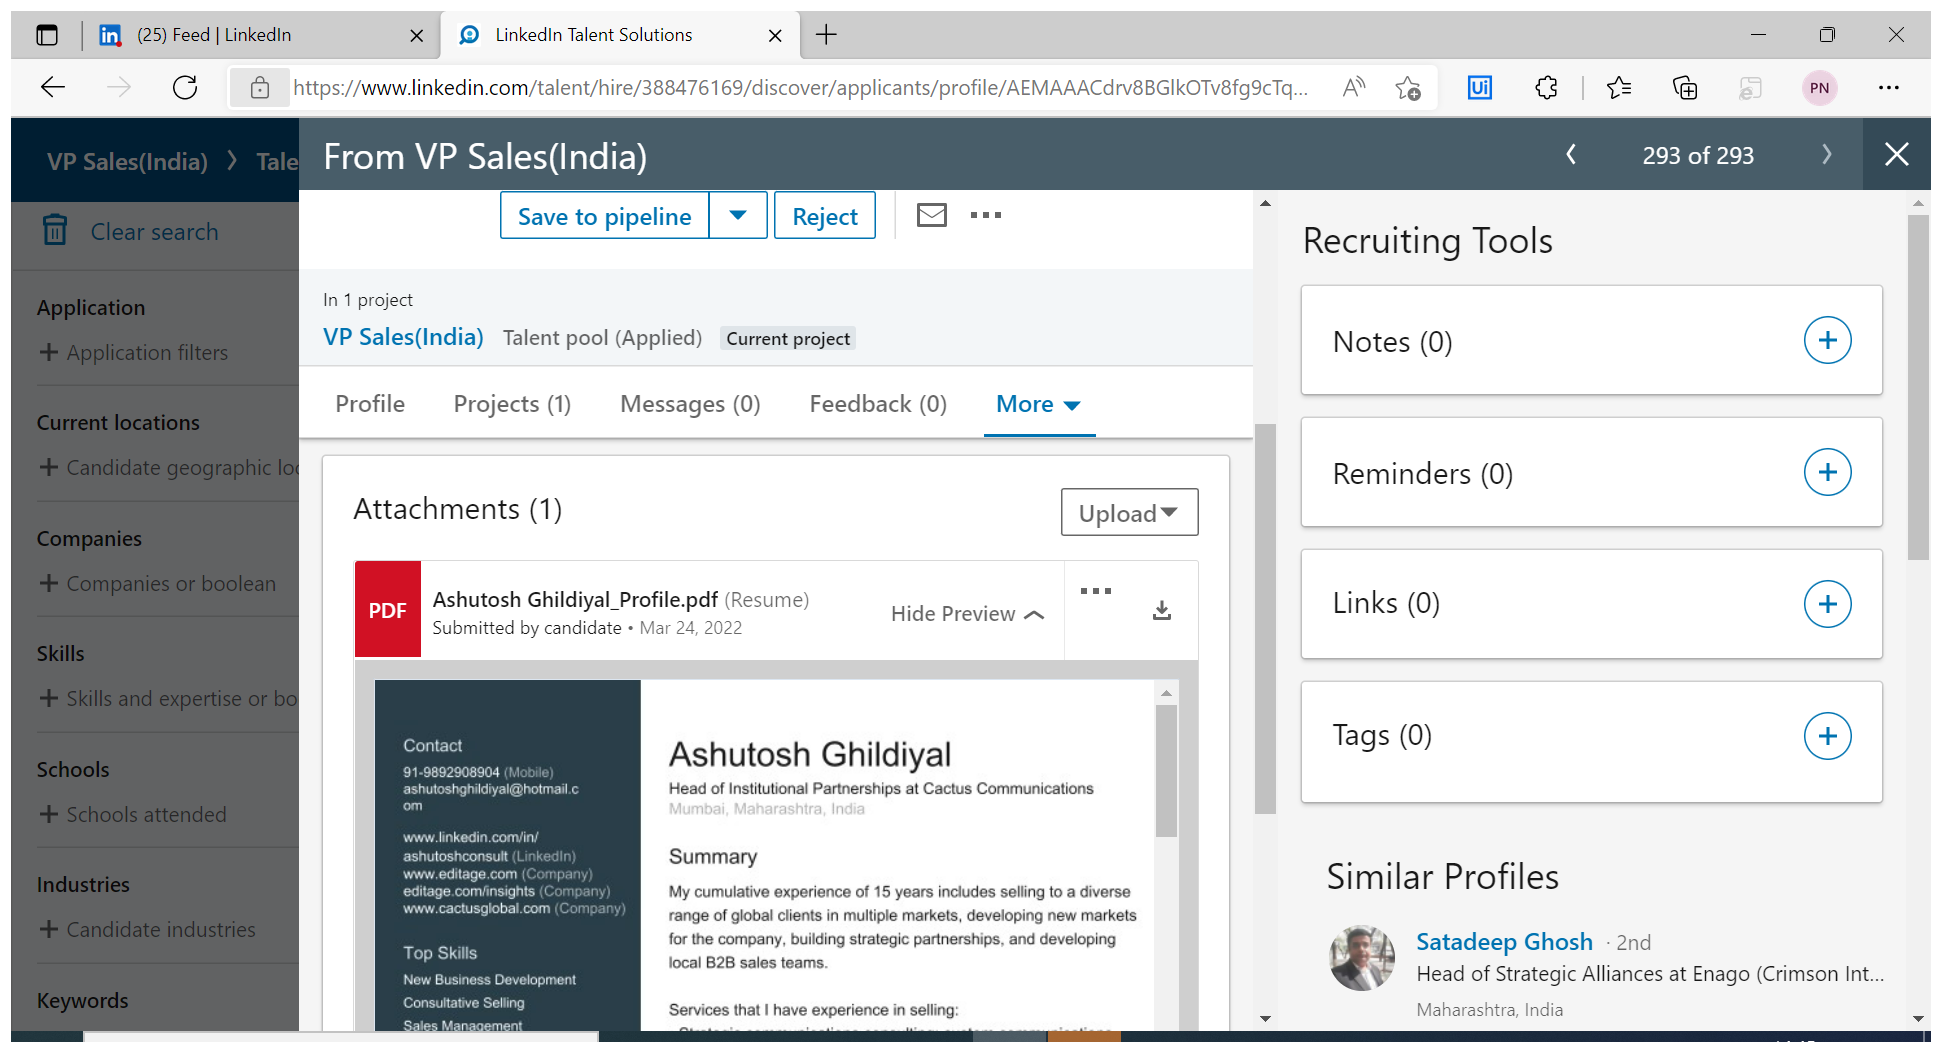 (25) Feed | LinkedIn
LinkedIn Talent Solutions
https://www.linkedin.com/talent/hire/388476169/discover/applicants/profile/AEMAAACdrv8BGlkOTv8fg9cTq...
PN
VP Sales(India) > Tale
From VP Sales(India)
293 of 293
Clear search
Application
+ Application filters
Current locations
+ Candidate geographic loc
Companies
+ Companies or boolean
Skills
+ Skills and expertise or bo
Schools
+ Schools attended
Industries
+ Candidate industries
Keywords
Save to pipeline
Reject
In 1 project
VP Sales(India) Talent pool (Applied) Current project
Profile Projects (1) Messages (0) Feedback (0) More
Attachments (1)
Upload
PDF
Ashutosh Ghildiyal_Profile.pdf (Resume)
Submitted by candidate • Mar 24, 2022
Hide Preview
Contact
91-9892908904 (Mobile)
ashutoshghildiyal@hotmail.c
om
www.linkedin.com/in/
ashutoshconsult (LinkedIn)
www.editage.com (Company)
editage.com/insights (Company)
www.cactusglobal.com (Company)
Top Skills
New Business Development
Consultative Selling
Sales Management
Ashutosh Ghildiyal
Head of Institutional Partnerships at Cactus Communications
Mumbai, Maharashtra, India
Summary
My cumulative experience of 15 years includes selling to a diverse
range of global clients in multiple markets, developing new markets
for the company, building strategic partnerships, and developing
local B2B sales teams.
Services that I have experience in selling:
Recruiting Tools
Notes (0)
Reminders (0)
Links (0)
Tags (0)
Similar Profiles
Satadeep Ghosh · 2nd
Head of Strategic Alliances at Enago (Crimson Int...
Maharashtra, India